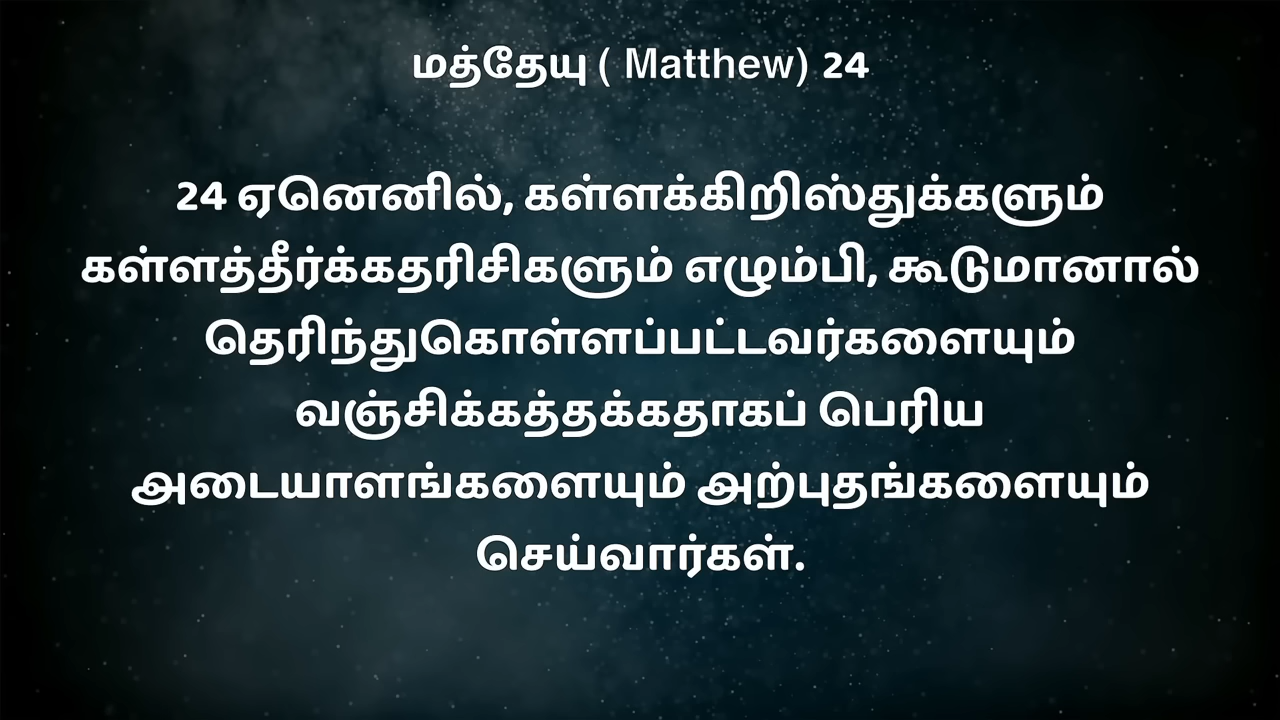 மத்தேயு ( Matthew) 24
24 ஏனெனில், கள்ளக்கிறிஸ்துக்களும்
கள்ளத்தீர்க்கதரிசிகளும் எழும்பி, கூடுமானால்
தெரிந்துகொள்ளப்பட்டவர்களையும்
வஞ்சிக்கத்தக்கதாகப் பெரிய
அடையாளங்களையும் அற்புதங்களையும்
செய்வார்கள்.